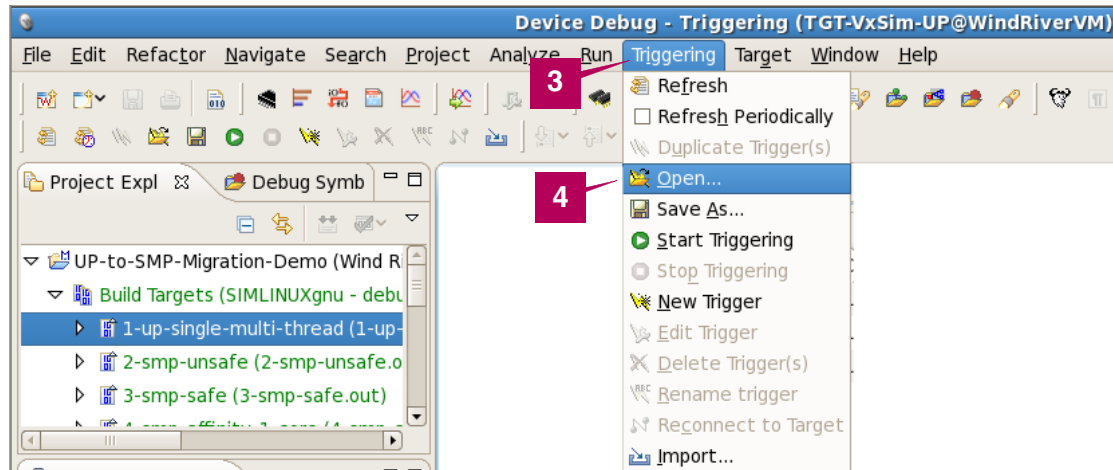 Device Debug - Triggering (TGT-VxSim-UP@WindRiverVM)
File Edit Refactor Navigate Search Project Analyze Run Triggering Target Window Help
3
Refresh
Refresh Periodically
Duplicate Trigger(s)
4
Open...
Save As...
Start Triggering
Stop Triggering
New Trigger
Edit Trigger
Delete Trigger(s)
Rename trigger
Reconnect to Target
Import...
Project Expl Debug Symb
UP-to-SMP-Migration-Demo (Wind Ri
Build Targets (SIMLINUXgnu - debu
1-up-single-multi-thread (1-up-
2-smp-unsafe (2-smp-unsafe.o
3-smp-safe (3-smp-safe.out)